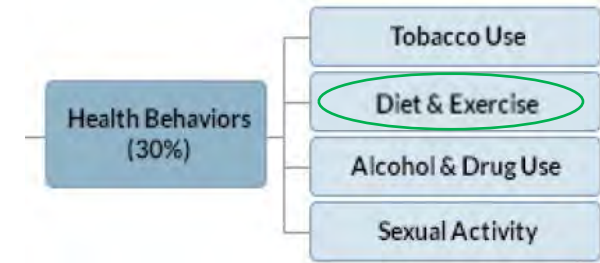 Health Behaviors
(30%)
Tobacco Use
Diet & Exercise
Alcohol & Drug Use
Sexual Activity